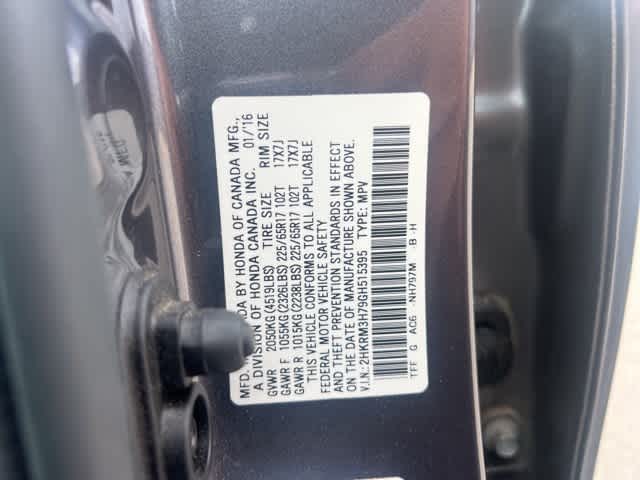 MFD. IN CANADA BY HONDA OF CANADA MFG.,
A DIVISION OF HONDA CANADA INC. 01/16
GVWR 2050KG(4519LBS) TIRE SIZE RIM SIZE
GAWR F 1055KG(2326LBS) 225/65R17 102T 17X7J
GAWR R 1015KG(2238LBS) 225/65R17 102T 17X7J
THIS VEHICLE CONFORMS TO ALL APPLICABLE
FEDERAL MOTOR VEHICLE SAFETY
AND THEFT PREVENTION STANDARDS IN EFFECT
ON THE DATE OF MANUFACTURE SHOWN ABOVE.
V.I.N.: 2HKRM3H79GH515395 TYPE: MPV
TFF G AC6 -NH797M -B -H